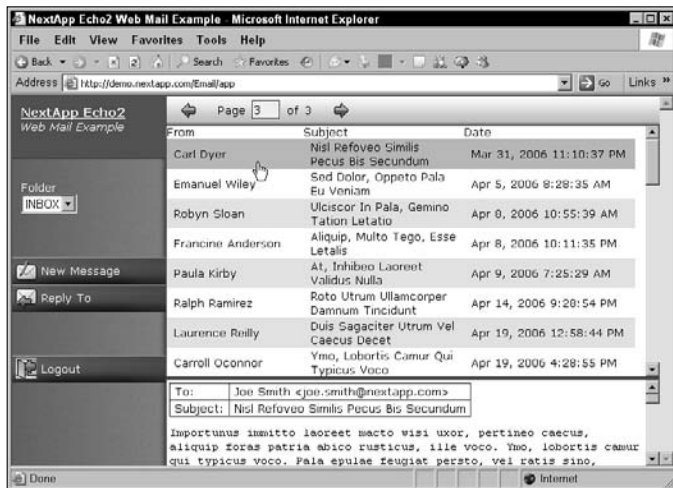 NextApp Echo2 Web Mail Example - Microsoft Internet Explorer
File Edit View Favorites Tools Help
Back Search Favorites
Address http://demo.nextapp.com/Email/app Go Links »
NextApp Echo2
Web Mail Example
Page 3 of 3
From Subject Date
Carl Dyer Nisl Refoveo Similis Pecus Bis Secundum Mar 31, 2006 11:10:37 PM
Emanuel Wiley Sed Dolor, Oppeto Pala Eu Veniam Apr 5, 2006 8:28:35 AM
Robyn Sloan Ulciscor In Pala, Gemino Tation Letatio Apr 8, 2006 10:55:39 AM
Francine Anderson Aliquip, Multo Tego, Esse Letalis Apr 8, 2006 10:11:35 PM
Paula Kirby At, Inhibeo Laoreet Validus Nulla Apr 9, 2006 7:25:29 AM
Ralph Ramirez Roto Utrum Ullamcorper Damnum Tincidunt Apr 14, 2006 9:28:54 PM
Laurence Reilly Duis Sagaciter Utrum Vel Caecus Decet Apr 19, 2006 12:58:44 PM
Carroll Oconnor Ymo, Lobortis Camur Qui Typicus Voco Apr 19, 2006 4:28:55 PM
Folder
INBOX
New Message
Reply To
Logout
To: Joe Smith <joe.smith@nextapp.com>
Subject: Nisl Refoveo Similis Pecus Bis Secundum
Importunus immitto laoreet macto wisi uxor, pertineo caecus,
aliquip foras patria abico rusticus, ille voco. Ymo, lobortis camur
qui typicus voco. Pala epulae feugiat persto, vel ratis sino,
Done Internet